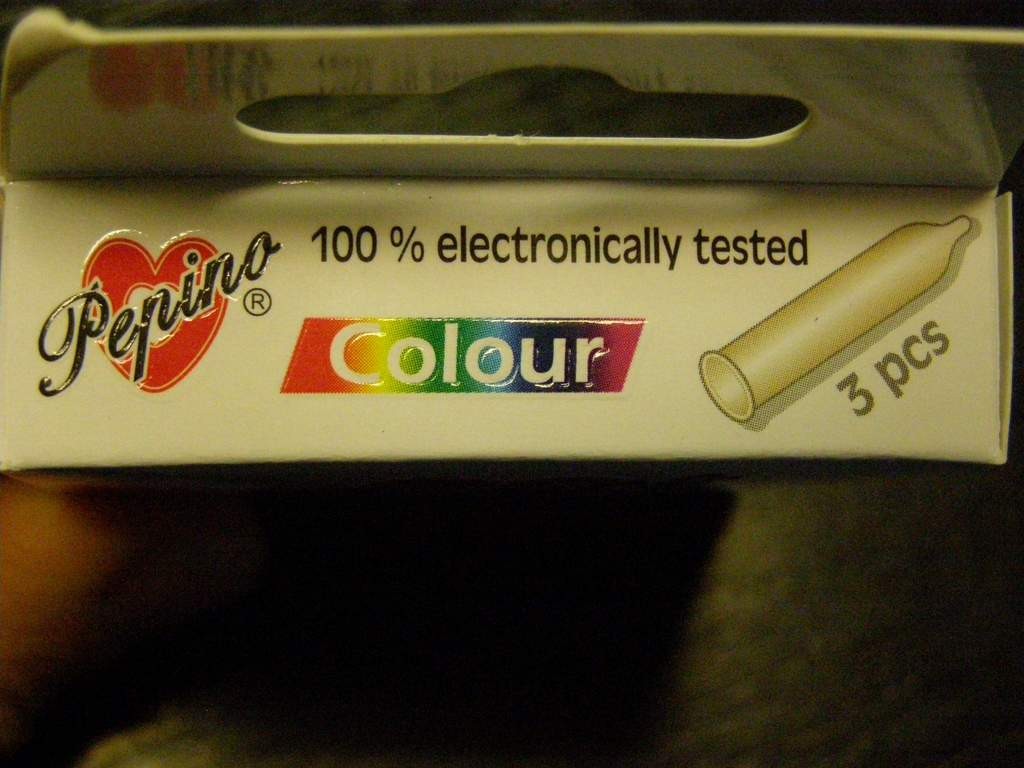 Pepino ®
100 % electronically tested
Colour
3 pcs